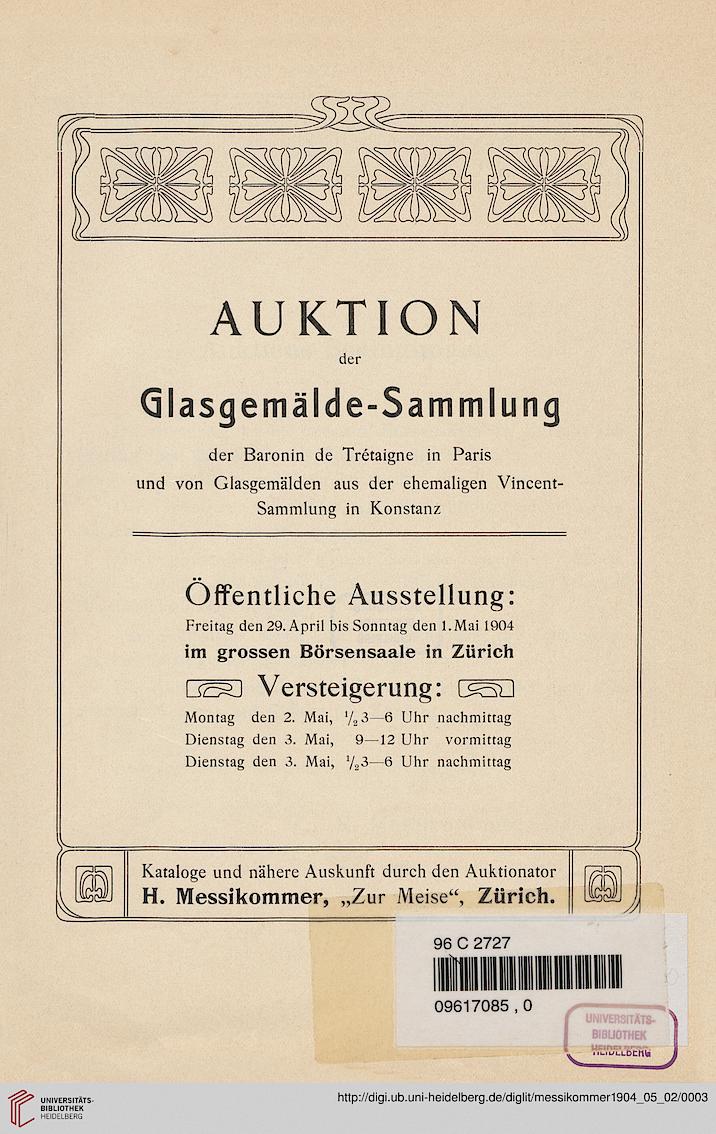 AUKTION
der
Glasgemälde-Sammlung
der Baronin de Trétaigne in Paris
und von Glasgemälden aus der ehemaligen Vincent-
Sammlung in Konstanz
Öffentliche Ausstellung:
Freitag den 29. April bis Sonntag den 1. Mai 1904
im grossen Börsensaale in Zürich
Versteigerung:
Montag den 2. Mai, 1/2 3—6 Uhr nachmittag
Dienstag den 3. Mai, 9—12 Uhr vormittag
Dienstag den 3. Mai, 1/2 3—6 Uhr nachmittag
Kataloge und nähere Auskunft durch den Auktionator
H. Messikommer, „Zur Meise“, Zürich.
96 C 2727
09617085 , 0
UNIVERSITÄTS-
BIBLIOTHEK
HEIDELBERG
UNIVERSITÄTS-
BIBLIOTHEK
HEIDELBERG
http://digi.ub.uni-heidelberg.de/diglit/messikommer1904_05_02/0003